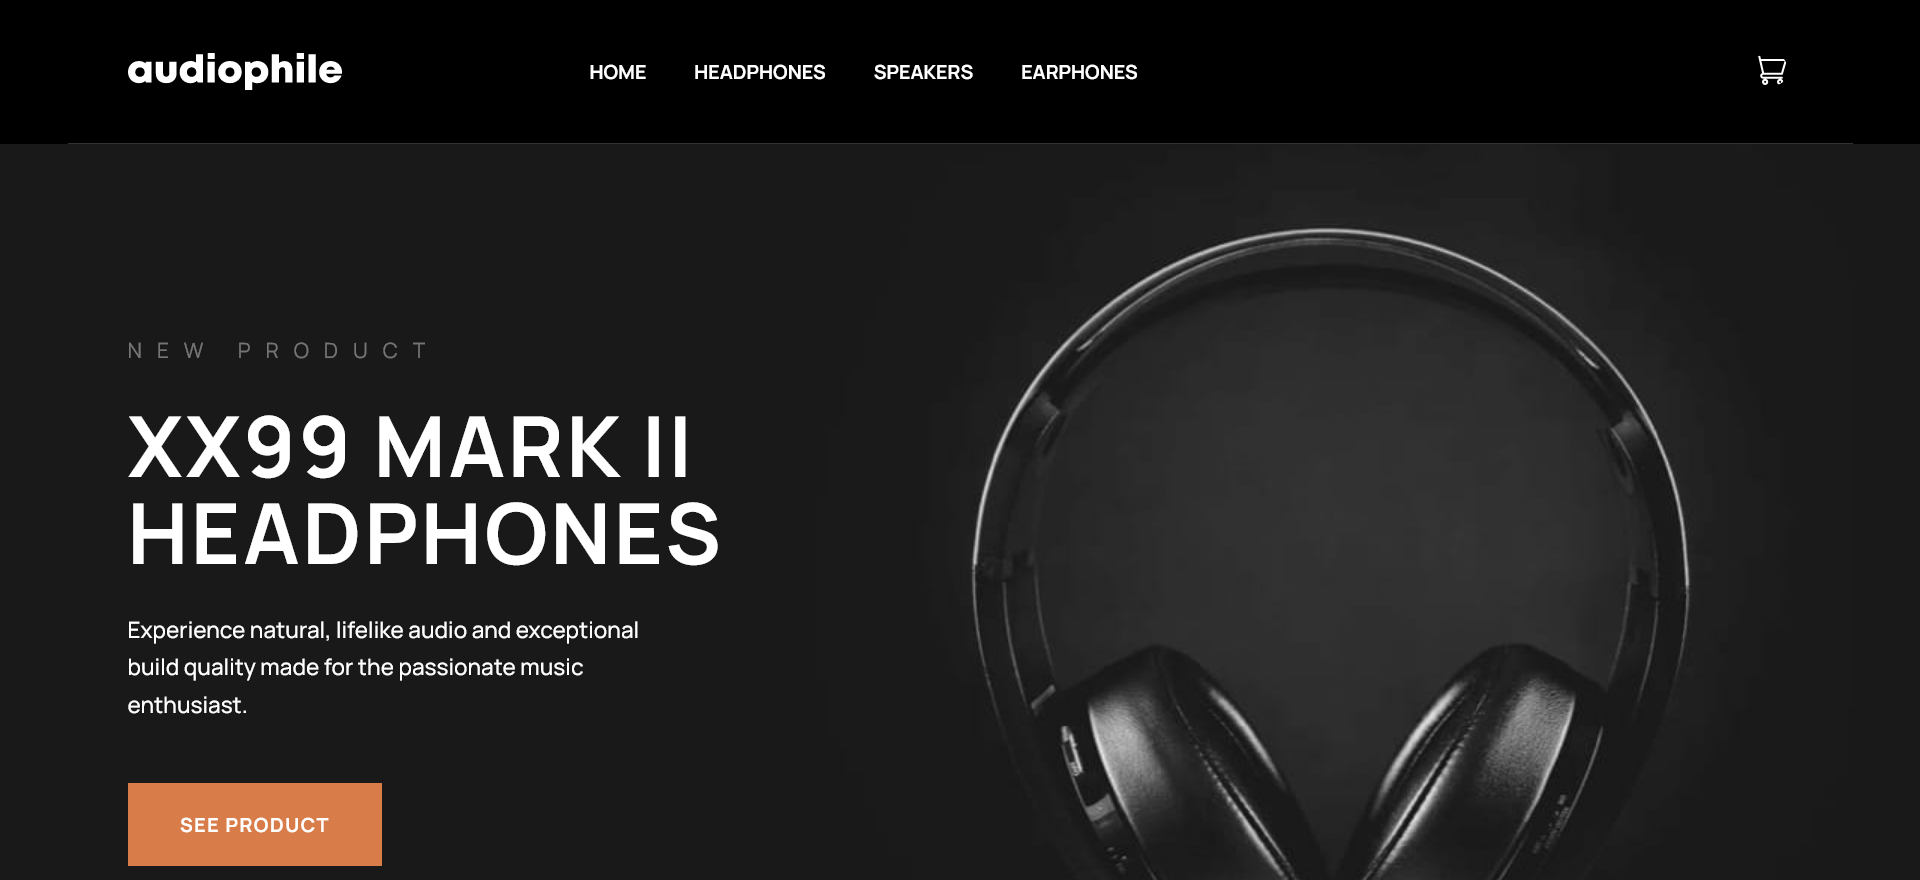 audiophile
HOME HEADPHONES SPEAKERS EARPHONES
NEW PRODUCT
XX99 MARK II
HEADPHONES
Experience natural, lifelike audio and exceptional
build quality made for the passionate music
enthusiast.
SEE PRODUCT